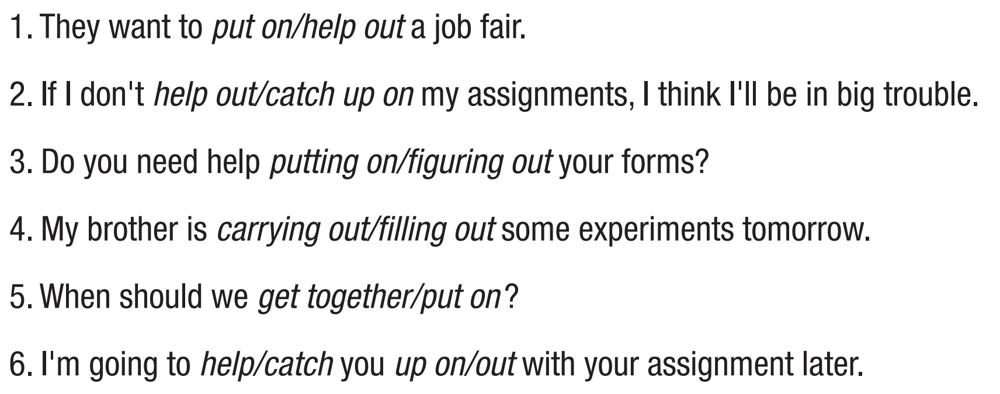 1. They want to put on/help out a job fair.
2. If I don't help out/catch up on my assignments, I think I'll be in big trouble.
3. Do you need help putting on/figuring out your forms?
4. My brother is carrying out/filling out some experiments tomorrow.
5. When should we get together/put on?
6. I'm going to help/catch you up on/out with your assignment later.